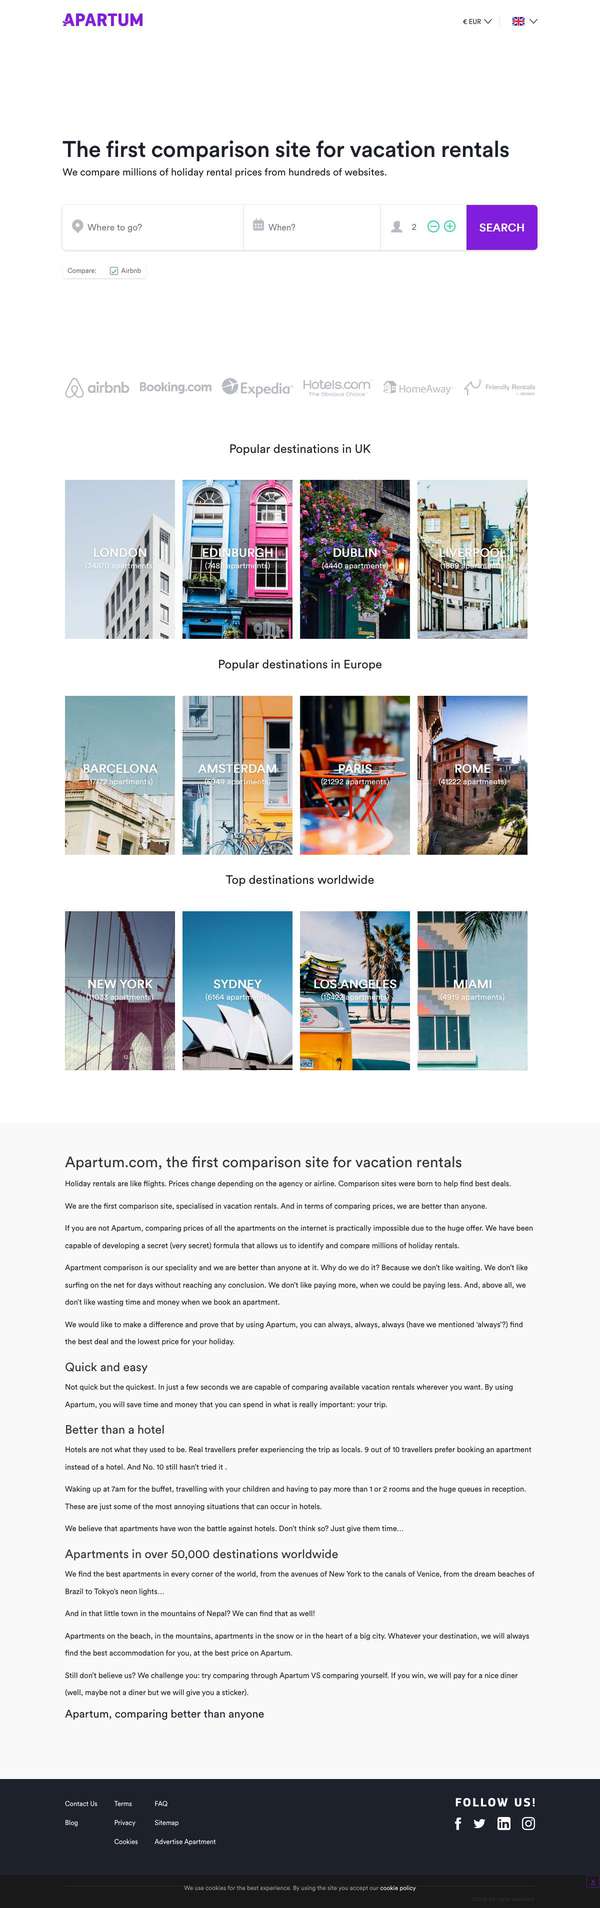 APARTUM
€ EUR
The first comparison site for vacation rentals
We compare millions of holiday rental prices from hundreds of websites.
Where to go?
When?
2
SEARCH
Compare:
Airbnb
airbnb
Booking.com
Expedia
Hotels.com
The Obvious Choice
HomeAway
Friendly Rentals
Popular destinations in UK
LONDON
EDINBURGH
DUBLIN
LIVERPOOL
apartments)
apartments)
(4440 apartments)
apartments)
Popular destinations in Europe
BARCELONA
AMSTERDAM
PARIS
ROME
apartments)
apartments)
(21292 apartments)
(41222 apartments)
Top destinations worldwide
NEW YORK
SYDNEY
LOS ANGELES
MIAMI
apartments)
(6164 apartments)
apartments)
(4919 apartments)
Apartum.com, the first comparison site for vacation rentals
Holiday rentals are like flights. Prices change depending on the agency or airline. Comparison sites were born to help find best deals.
We are the first comparison site, specialised in vacation rentals. And in terms of comparing prices, we are better than anyone.
If you are not Apartum, comparing prices of all the apartments on the internet is practically impossible due to the huge offer. We have been
capable of developing a secret (very secret) formula that allows us to identify and compare millions of holiday rentals.
Apartment comparison is our speciality and we are better than anyone at it. Why do we do it? Because we don't like waiting. We don't like
surfing on the net for days without reaching any conclusion. We don't like paying more, when we could be paying less. And, above all, we
don't like wasting time and money when we book an apartment.
We would like to make a difference and prove that by using Apartum, you can always, always, always (have we mentioned 'always'?) find
the best deal and the lowest price for your holiday.
Quick and easy
Not quick but the quickest. In just a few seconds we are capable of comparing available vacation rentals wherever you want. By using
Apartum, you will save time and money that you can spend in what is really important: your trip.
Better than a hotel
Hotels are not what they used to be. Real travellers prefer experiencing the trip as locals. 9 out of 10 travellers prefer booking an apartment
instead of a hotel. And No. 10 still hasn't tried it .
Waking up at 7am for the buffet, travelling with your children and having to pay more than 1 or 2 rooms and the huge queues in reception.
These are just some of the most annoying situations that can occur in hotels.
We believe that apartments have won the battle against hotels. Don't think so? Just give them time...
Apartments in over 50,000 destinations worldwide
We find the best apartments in every corner of the world, from the avenues of New York to the canals of Venice, from the dream beaches of
Brazil to Tokyo's neon lights...
And in that little town in the mountains of Nepal? We can find that as well!
Apartments on the beach, in the mountains, apartments in the snow or in the heart of a big city. Whatever your destination, we will always
find the best accommodation for you, at the best price on Apartum.
Still don't believe us? We challenge you: try comparing through Apartum VS comparing yourself. If you win, we will pay for a nice diner
(well, maybe not a diner but we will give you a sticker).
Apartum, comparing better than anyone
Contact Us
Terms
FAQ
FOLLOW US!
Blog
Privacy
Sitemap
Cookies
Advertise Apartment
We use cookies for the best experience. By using the site you accept our cookie policy
X